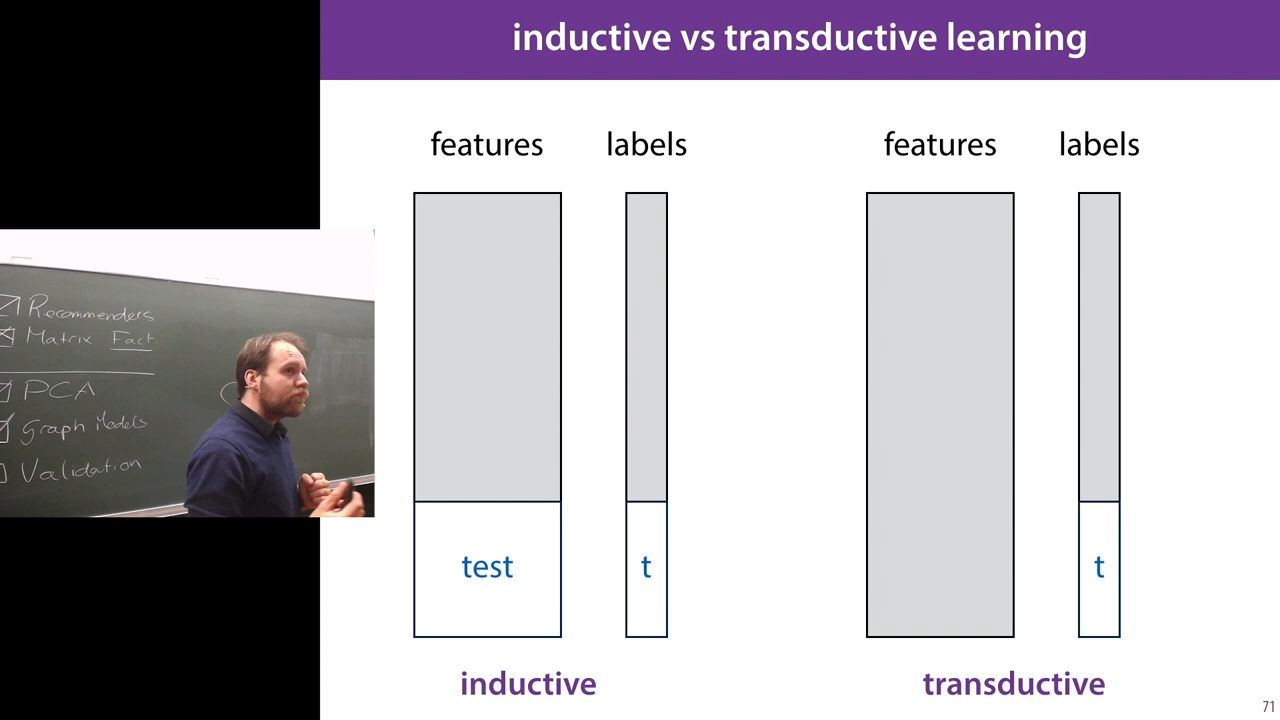 inductive vs transductive learning
features labels features labels
Recommenders
Matrix Fact
PCA
Graph Models
Validation
test t t
inductive transductive
71